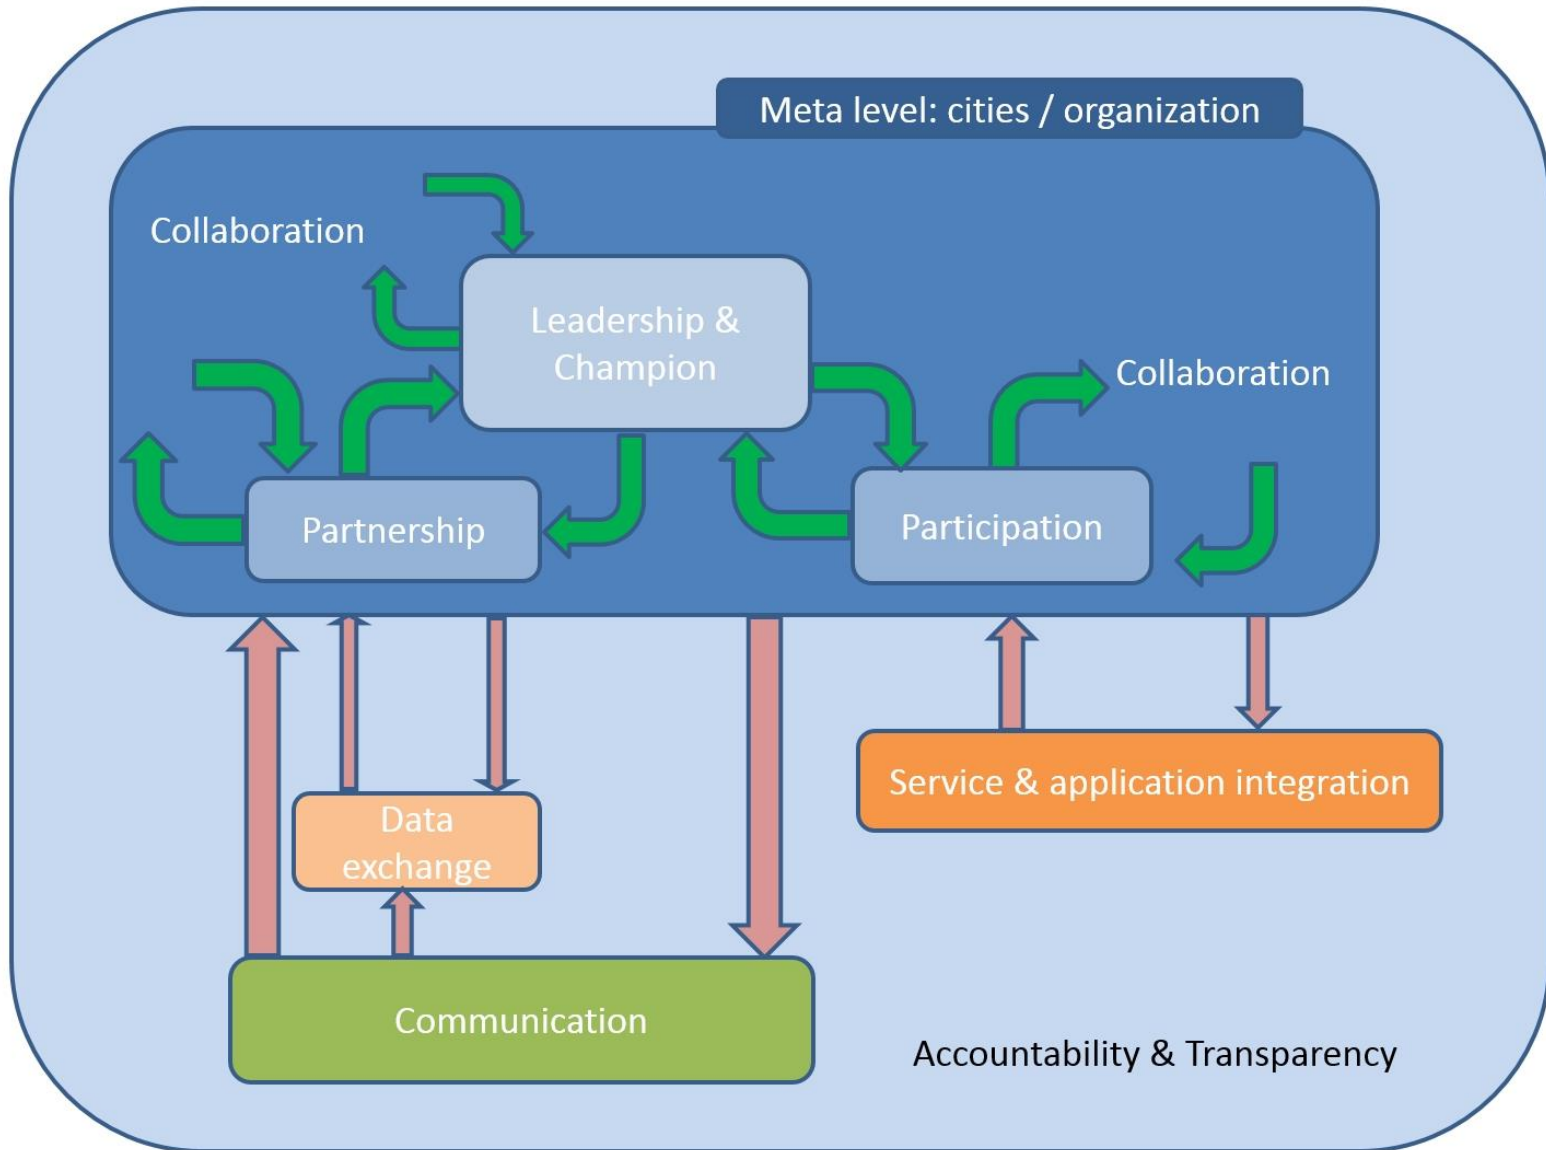 Meta level: cities / organization
Collaboration
Leadership &
Champion
Collaboration
Partnership
Participation
Service & application integration
Data
exchange
Communication
Accountability & Transparency